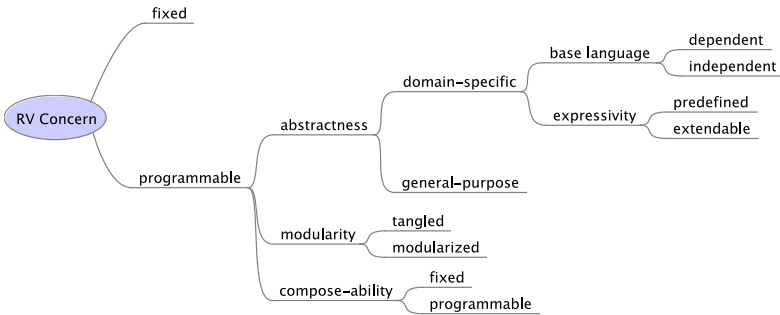 fixed
RV Concern
programmable
abstractness
domain-specific
base language
dependent
independent
expressivity
predefined
extendable
general-purpose
modularity
tangled
modularized
compose-ability
fixed
programmable